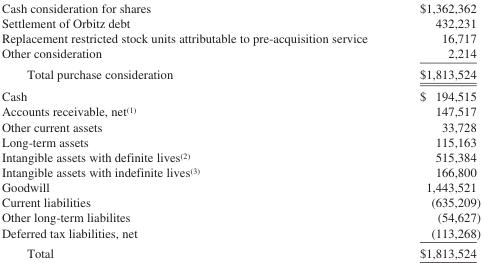 Cash consideration for shares $1,362,362
Settlement of Orbitz debt 432,231
Replacement restricted stock units attributable to pre-acquisition service 16,717
Other consideration 2,214
Total purchase consideration $1,813,524
Cash $ 194,515
Accounts receivable, net(1) 147,517
Other current assets 33,728
Long-term assets 115,163
Intangible assets with definite lives(2) 515,384
Intangible assets with indefinite lives(3) 166,800
Goodwill 1,443,521
Current liabilities (635,209)
Other long-term liabilites (54,627)
Deferred tax liabilities, net (113,268)
Total $1,813,524